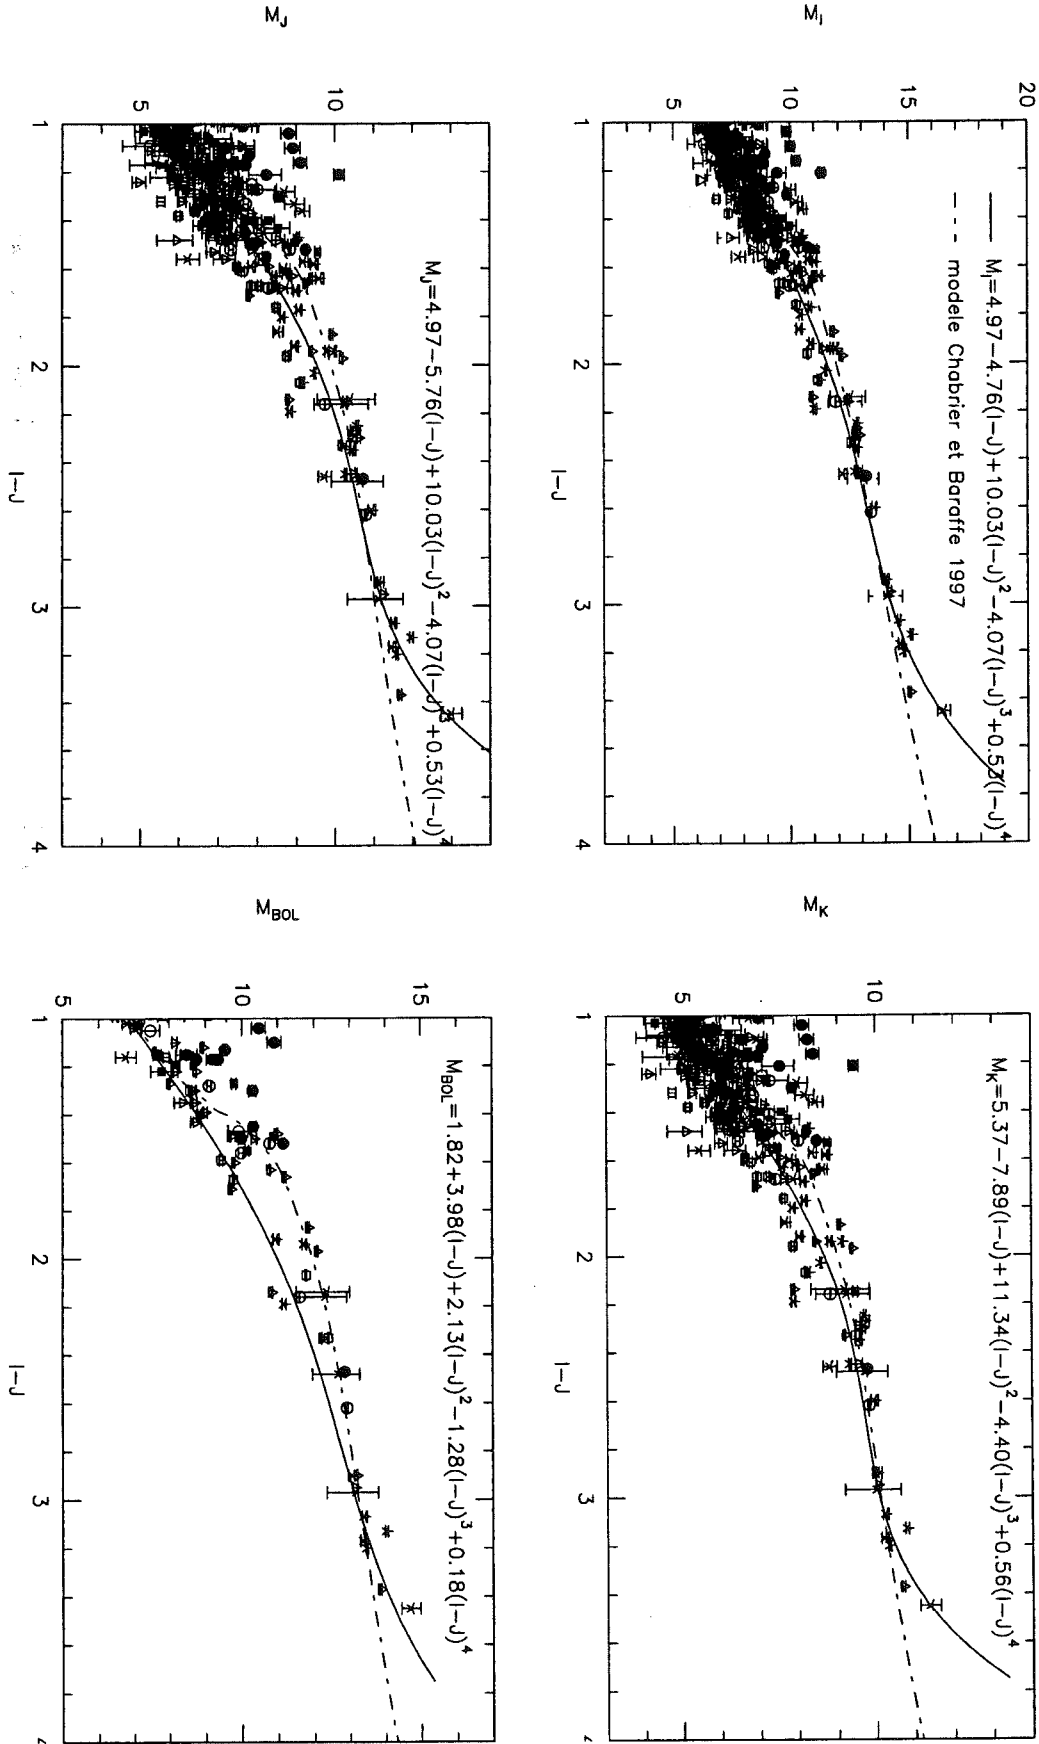 M_I=4.97−4.76(I−J)+10.03(I−J)²−4.07(I−J)³+0.53(I−J)⁴
modele Chabrier et Baraffe 1997
20
15
10
5
M_I
1 2 3 4
I−J
M_K=5.37−7.89(I−J)+11.34(I−J)²−4.40(I−J)³+0.56(I−J)⁴
10
5
M_K
1 2 3
I−J
M_J=4.97−5.76(I−J)+10.03(I−J)²−4.07(I−J) +0.53(I−J)⁴
10
5
M_J
1 2 3 4
I−J
M_BOL=1.82+3.98(I−J)+2.13(I−J)²−1.28(I−J)³+0.18(I−J)⁴
15
10
5
M_BOL
1 2 3
I−J